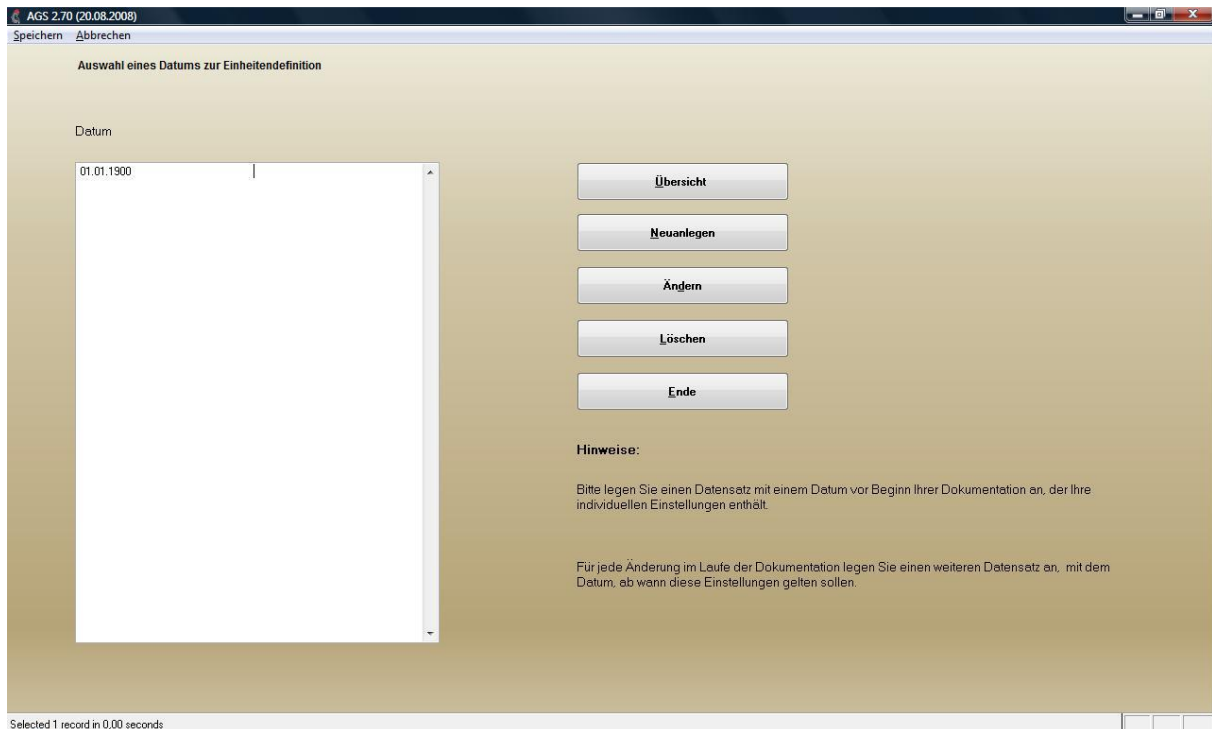 AGS 2.70 (20.08.2008)
Speichern Abbrechen
Auswahl eines Datums zur Einheitendefinition
Datum
01.01.1900
Übersicht
Neuanlegen
Ändern
Löschen
Ende
Hinweise:
Bitte legen Sie einen Datensatz mit einem Datum vor Beginn Ihrer Dokumentation an, der Ihre
individuellen Einstellungen enthält.
Für jede Änderung im Laufe der Dokumentation legen Sie einen weiteren Datensatz an, mit dem
Datum, ab wann diese Einstellungen gelten sollen.
Selected 1 record in 0,00 seconds